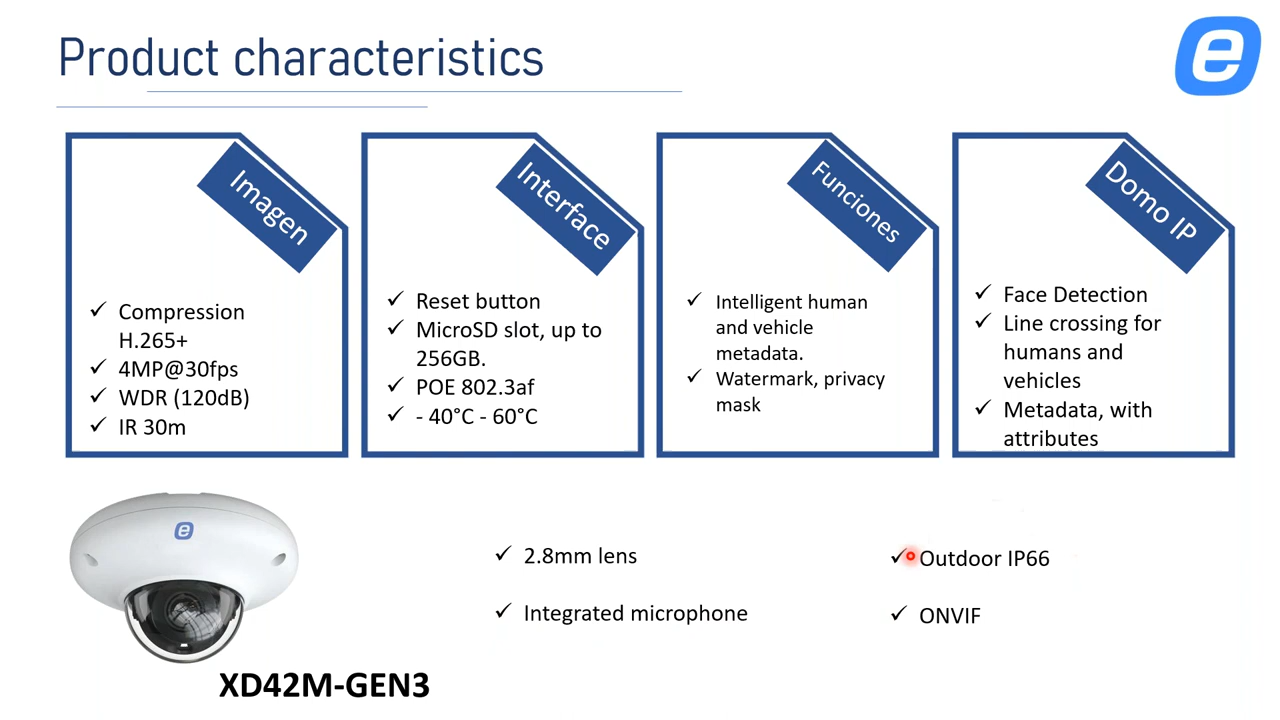 Product characteristics
e
Imagen
Compression
H.265+
4MP@30fps
WDR (120dB)
IR 30m
Interface
Reset button
MicroSD slot, up to
256GB.
POE 802.3af
- 40°C - 60°C
Funciones
Intelligent human
and vehicle
metadata.
Watermark, privacy
mask
Domo IP
Face Detection
Line crossing for
humans and
vehicles
Metadata, with
attributes
e
XD42M-GEN3
2.8mm lens
Integrated microphone
Outdoor IP66
ONVIF